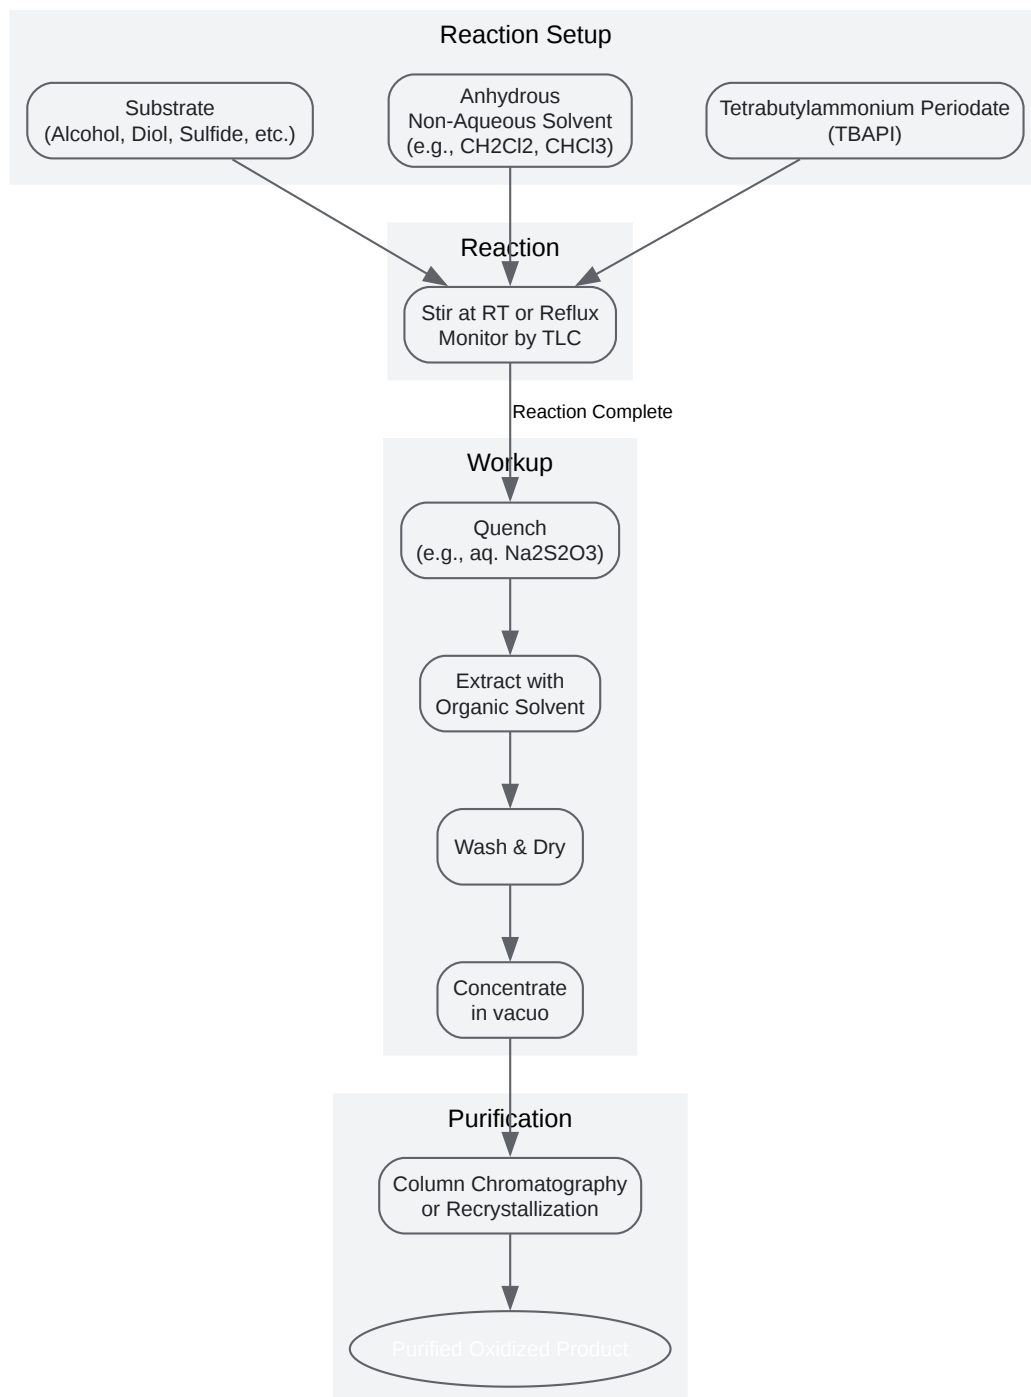 Reaction Setup
Substrate
(Alcohol, Diol, Sulfide, etc.)
Anhydrous
Non-Aqueous Solvent
(e.g., CH2Cl2, CHCl3)
Tetrabutylammonium Periodate
(TBAPI)
Reaction
Stir at RT or Reflux
Monitor by TLC
Reaction Complete
Workup
Quench
(e.g., aq. Na2S2O3)
Extract with
Organic Solvent
Wash & Dry
Concentrate
in vacuo
Purification
Column Chromatography
or Recrystallization
Purified Oxidized Product